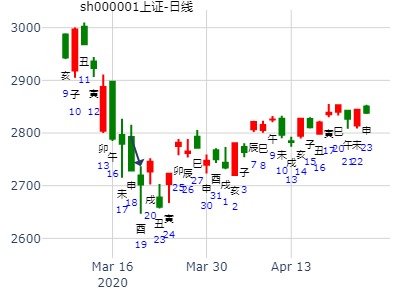 sh000001上证-日线
3000
2900
2800
2700
2600
亥
9
子
10
丑
11
寅
12
卯
13
午
16
未
17
申
18
酉
19
戌
20
丑
23
寅
24
卯
25
辰
26
巳
27
申
30
酉
31
戌
1
亥
2
子
3
辰
7
巳
8
午
9
未
10
戌
13
亥
14
子
15
丑
16
寅
17
巳
20
午
21
未
22
申
23
Mar 16
2020
Mar 30
Apr 13